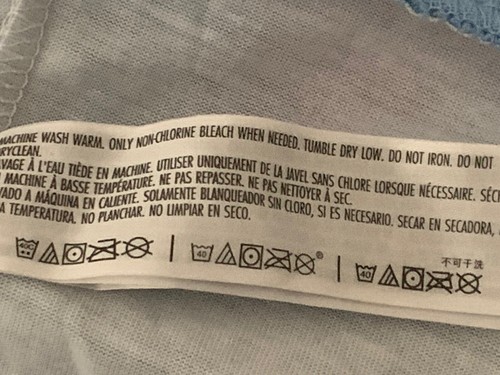 MACHINE WASH WARM. ONLY NON-CHLORINE BLEACH WHEN NEEDED. TUMBLE DRY LOW. DO NOT IRON. DO NOT
DRYCLEAN.
LAVAGE À L'EAU TIÈDE EN MACHINE. UTILISER UNIQUEMENT DE LA JAVEL SANS CHLORE LORSQUE NÉCESSAIRE. SÉCH
MACHINE À BASSE TEMPÉRATURE. NE PAS REPASSER. NE PAS NETTOYER À SEC.
VADO A MÁQUINA EN CALIENTE. SOLAMENTE BLANQUEADOR SIN CLORO, SI ES NECESARIO. SECAR EN SECADORA,
A TEMPERATURA. NO PLANCHAR. NO LIMPIAR EN SECO.
不可干洗
40C | 40 ® | 40